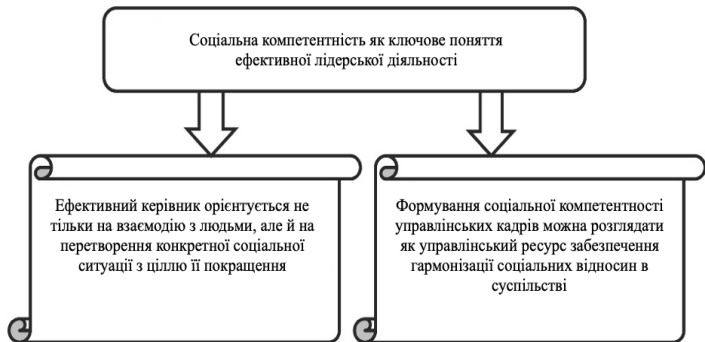 Соціальна компетентність як ключове поняття
ефективної лідерської діяльності
Ефективний керівник орієнтується не
тільки на взаємодію з людьми, але й на
перетворення конкретної соціальної
ситуації з ціллю її покращення
Формування соціальної компетентності
управлінських кадрів можна розглядати
як управлінський ресурс забезпечення
гармонізації соціальних відносин в
суспільстві